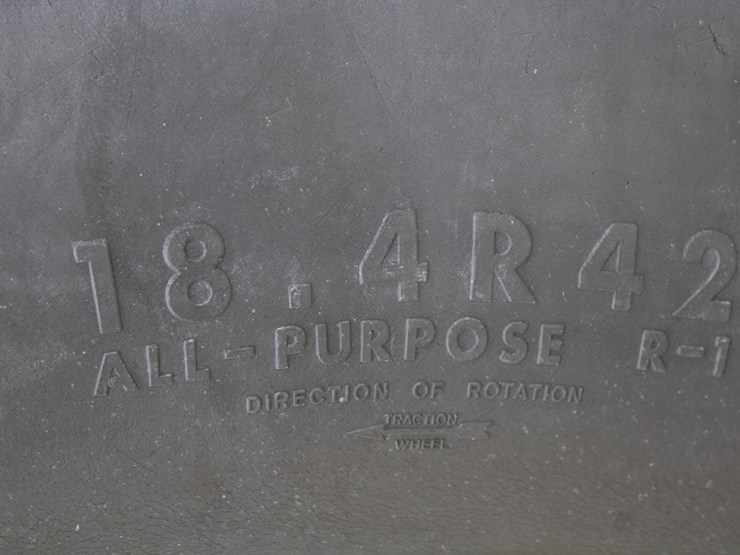 18.4R42
ALL-PURPOSE R-1
DIRECTION OF ROTATION
TRACTION
WHEEL